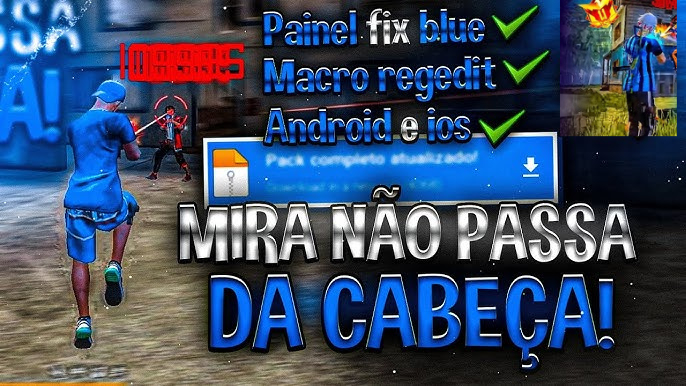 Painel fix blue
Macro regedit
Android e ios
Pack completo atualizado!
MIRA NÃO PASSA
DA CABEÇA!